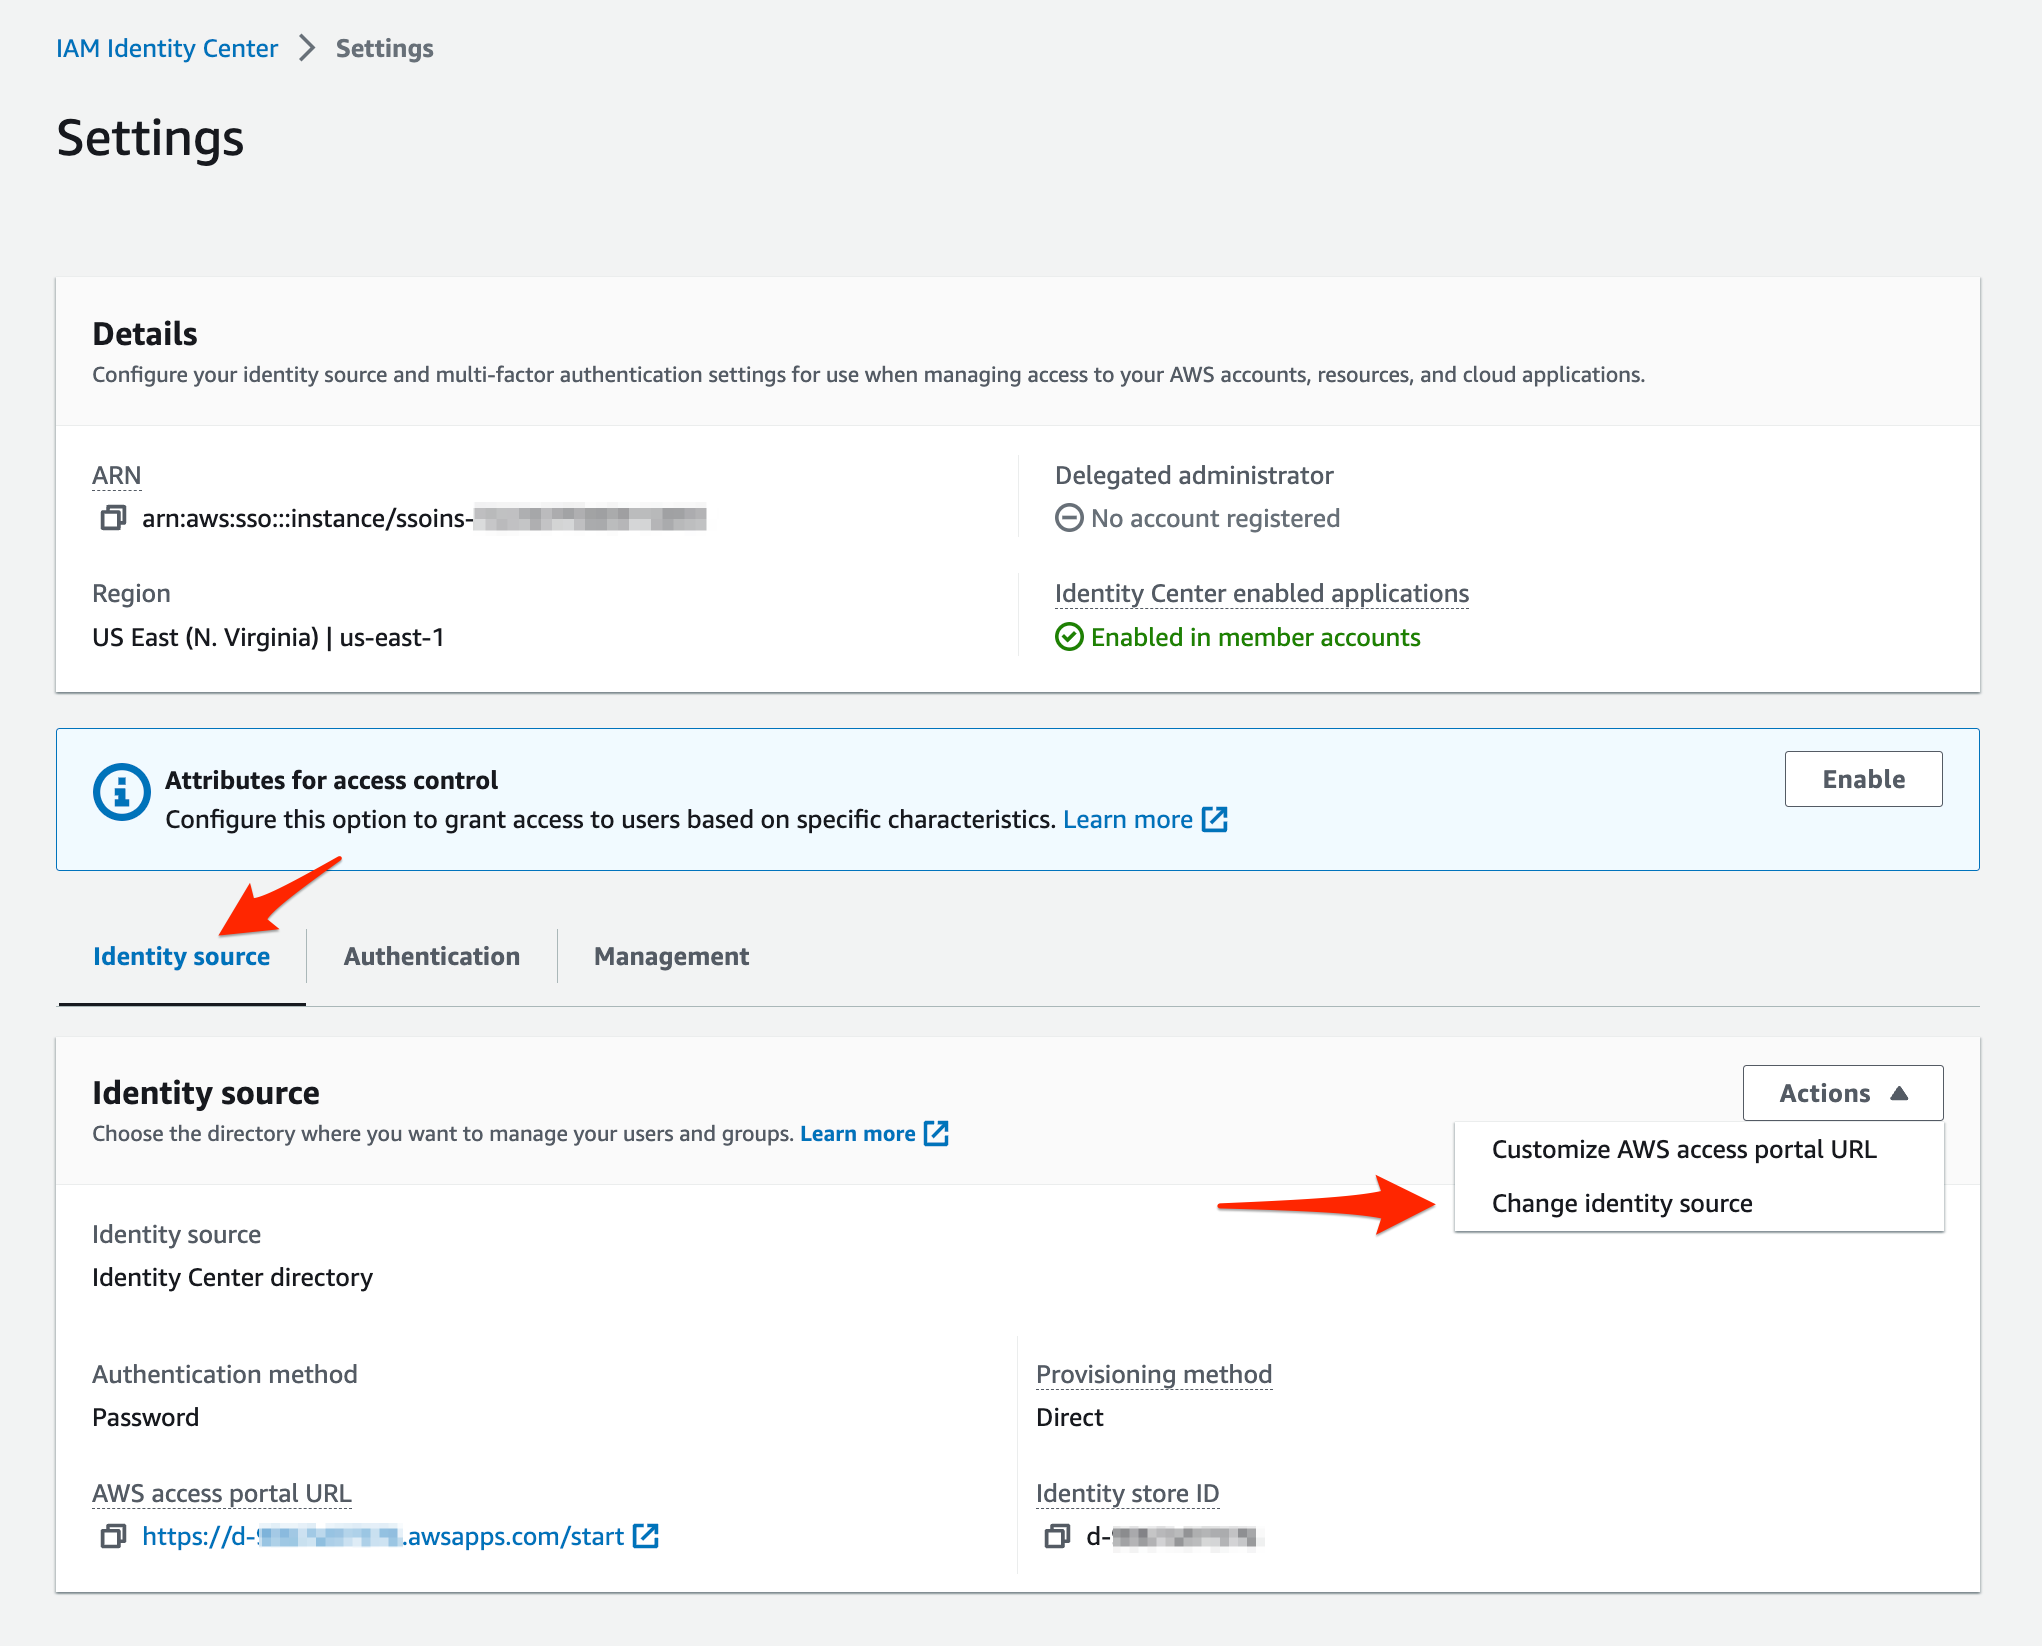 IAM Identity Center > Settings
Settings
Details
Configure your identity source and multi-factor authentication settings for use when managing access to your AWS accounts, resources, and cloud applications.
ARN
arn:aws:sso:::instance/ssoins-
Delegated administrator
No account registered
Region
US East (N. Virginia) | us-east-1
Identity Center enabled applications
Enabled in member accounts
Attributes for access control
Configure this option to grant access to users based on specific characteristics. Learn more
Enable
Identity source
Authentication
Management
Identity source
Choose the directory where you want to manage your users and groups. Learn more
Actions
Customize AWS access portal URL
Change identity source
Identity source
Identity Center directory
Authentication method
Password
Provisioning method
Direct
AWS access portal URL
https://d-.awsapps.com/start
Identity store ID
d-